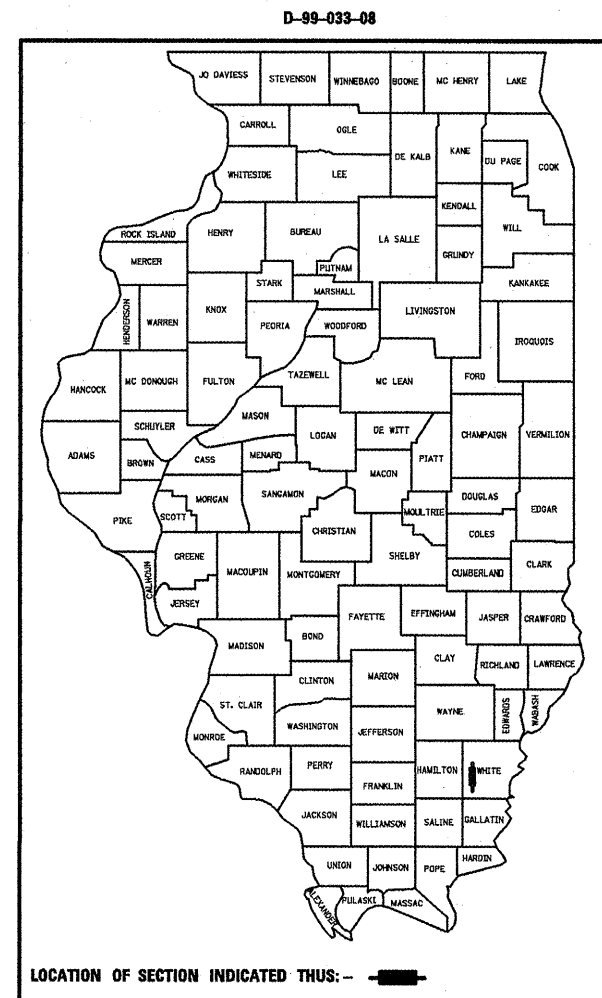 D-99-033-08
JO DAVIESS STEVENSON WINNEBAGO BOONE MC HENRY LAKE
CARROLL OGLE DE KALB KANE DU PAGE COOK
WHITESIDE LEE
KENDALL WILL
ROCK ISLAND HENRY BUREAU LA SALLE
MERCER PUTNAM GRUNDY
STARK MARSHALL KANKAKEE
HENDERSON WARREN KNOX PEORIA WOODFORD LIVINGSTON IROQUOIS
HANCOCK MC DONOUGH FULTON TAZEWELL MC LEAN FORD
MASON
SCHUYLER LOGAN DE WITT CHAMPAIGN VERMILION
ADAMS BROWN CASS MENARD MACON PIATT
MORGAN SANGAMON DOUGLAS
PIKE SCOTT CHRISTIAN MOULTRIE COLES EDGAR
GREENE SHELBY
CALHOUN MACOUPIN MONTGOMERY CUMBERLAND CLARK
JERSEY FAYETTE EFFINGHAM JASPER CRAWFORD
MADISON BOND
CLAY RICHLAND LAWRENCE
CLINTON MARION
ST. CLAIR WAYNE EDWARDS WABASH
WASHINGTON JEFFERSON
MONROE
RANDOLPH PERRY HAMILTON WHITE
FRANKLIN
JACKSON WILLIAMSON SALINE GALLATIN
UNION JOHNSON POPE HARDIN
ALEXANDER PULASKI MASSAC
LOCATION OF SECTION INDICATED THUS: -